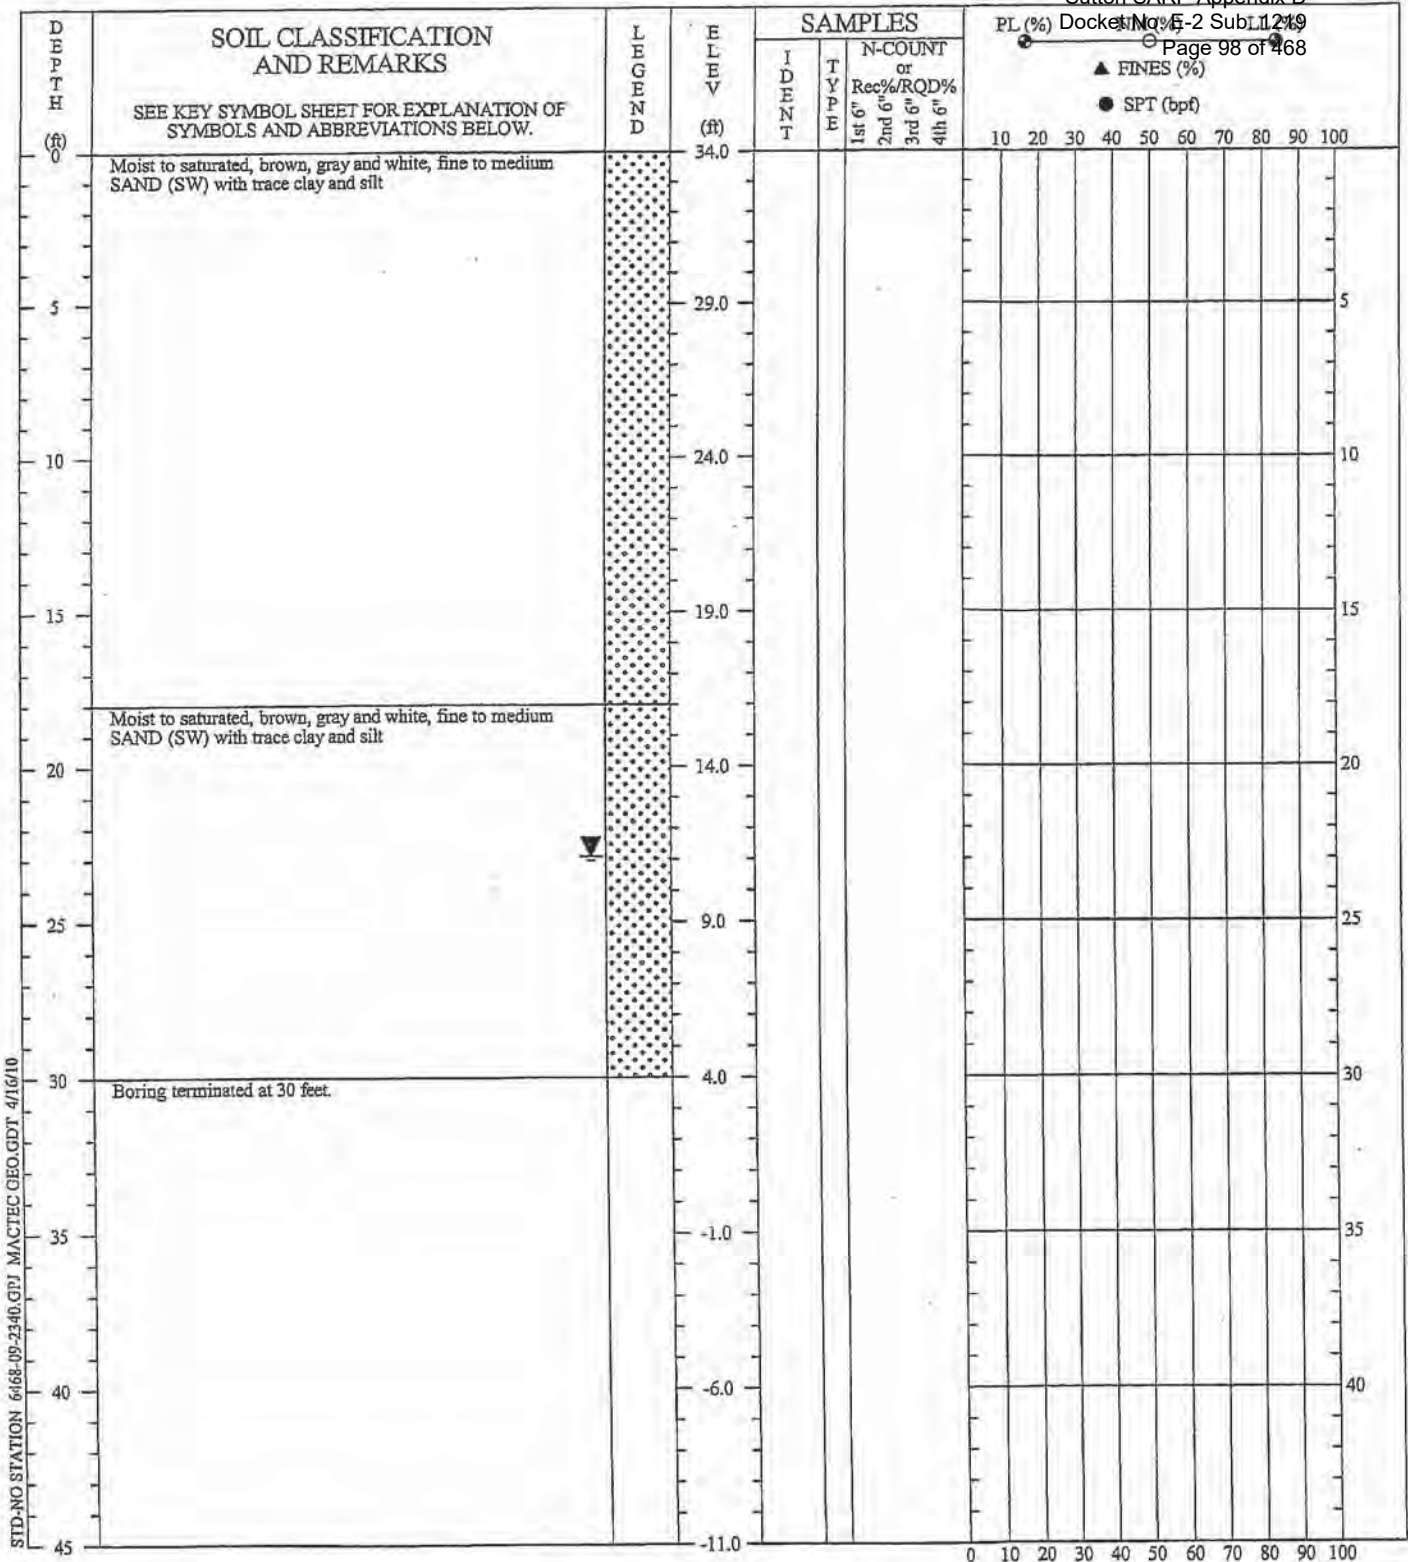 Sutton CARP Appendix B
Docket No. E-2 Sub 1219
Page 98 of 468
DEPTH
(ft)
SOIL CLASSIFICATION
AND REMARKS
SEE KEY SYMBOL SHEET FOR EXPLANATION OF
SYMBOLS AND ABBREVIATIONS BELOW.
LEGEND
ELEV
(ft)
SAMPLES
IDENT
TYPE
N-COUNT
or
Rec%/RQD%
1st 6"
2nd 6"
3rd 6"
4th 6"
PL (%) NM (%) LL (%)
▲ FINES (%)
● SPT (bpf)
10 20 30 40 50 60 70 80 90 100
0
Moist to saturated, brown, gray and white, fine to medium
SAND (SW) with trace clay and silt
34.0
5 29.0 5
10 24.0 10
15 19.0 15
Moist to saturated, brown, gray and white, fine to medium
SAND (SW) with trace clay and silt
20 14.0 20
25 9.0 25
30 4.0 30
Boring terminated at 30 feet.
35 -1.0 35
40 -6.0 40
45 -11.0
0 10 20 30 40 50 60 70 80 90 100
STD-NO STATION 6468-09-2340.GPJ MACTEC GEO.GDT 4/16/10